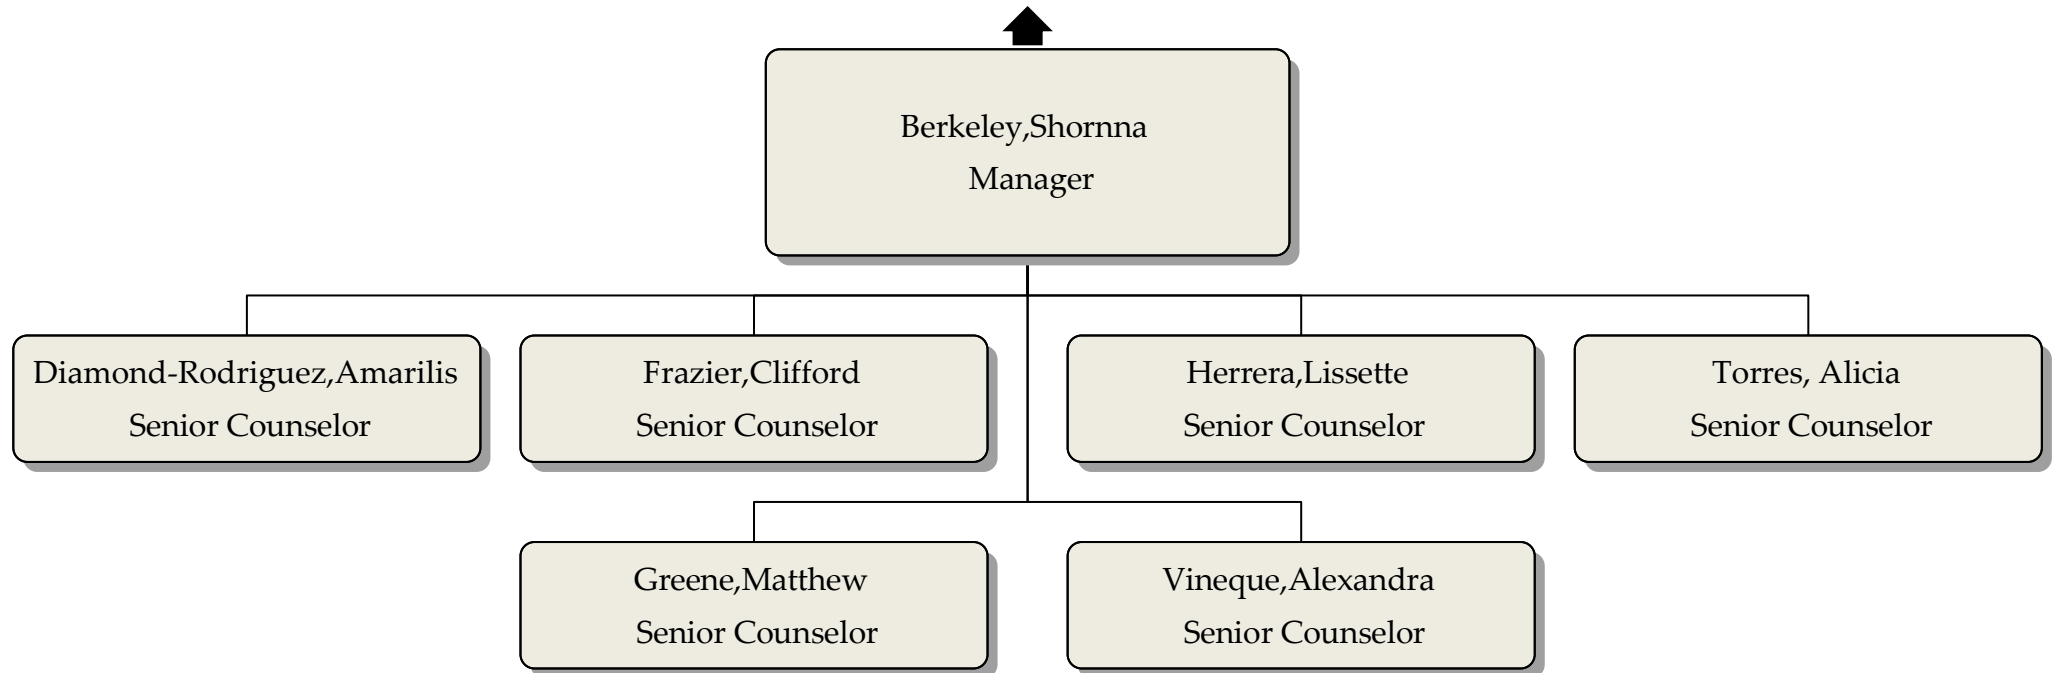 Berkeley,Shornna
Manager
Diamond-Rodriguez,Amarilis
Senior Counselor
Frazier,Clifford
Senior Counselor
Herrera,Lissette
Senior Counselor
Torres, Alicia
Senior Counselor
Greene,Matthew
Senior Counselor
Vineque,Alexandra
Senior Counselor